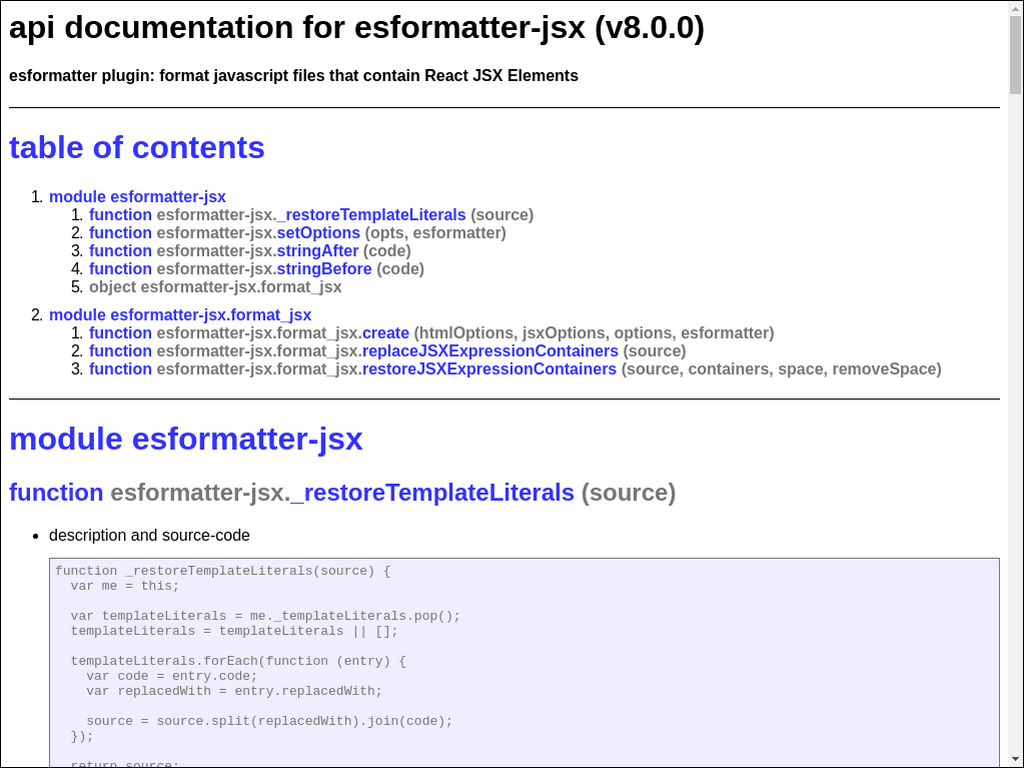 api documentation for esformatter-jsx (v8.0.0)
esformatter plugin: format javascript files that contain React JSX Elements
table of contents
1. module esformatter-jsx
1. function esformatter-jsx._restoreTemplateLiterals (source)
2. function esformatter-jsx.setOptions (opts, esformatter)
3. function esformatter-jsx.stringAfter (code)
4. function esformatter-jsx.stringBefore (code)
5. object esformatter-jsx.format_jsx
2. module esformatter-jsx.format_jsx
1. function esformatter-jsx.format_jsx.create (htmlOptions, jsxOptions, options, esformatter)
2. function esformatter-jsx.format_jsx.replaceJSXExpressionContainers (source)
3. function esformatter-jsx.format_jsx.restoreJSXExpressionContainers (source, containers, space, removeSpace)
module esformatter-jsx
function esformatter-jsx._restoreTemplateLiterals (source)
• description and source-code
function _restoreTemplateLiterals(source) {
  var me = this;
  var templateLiterals = me._templateLiterals.pop();
  templateLiterals = templateLiterals || [];
  templateLiterals.forEach(function (entry) {
    var code = entry.code;
    var replacedWith = entry.replacedWith;
    source = source.split(replacedWith).join(code);
  });
  return source;